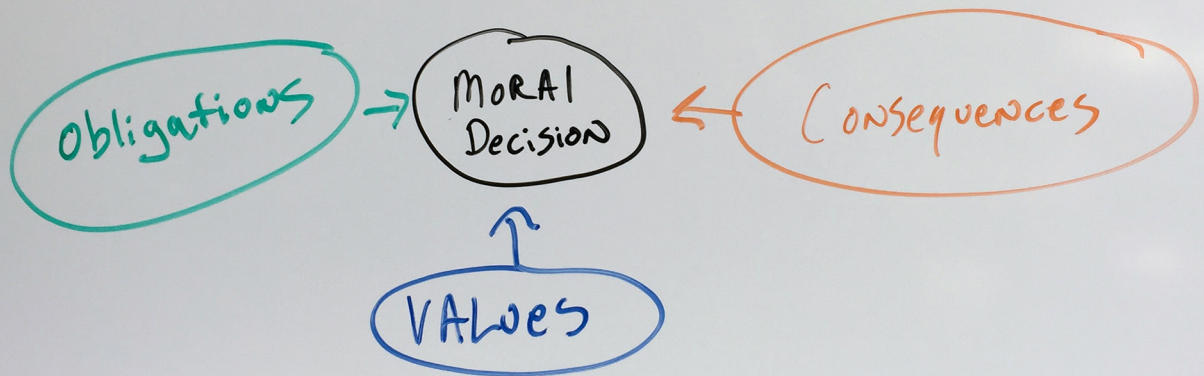 Obligations
MORAl
Decision
Consequences
VALUes